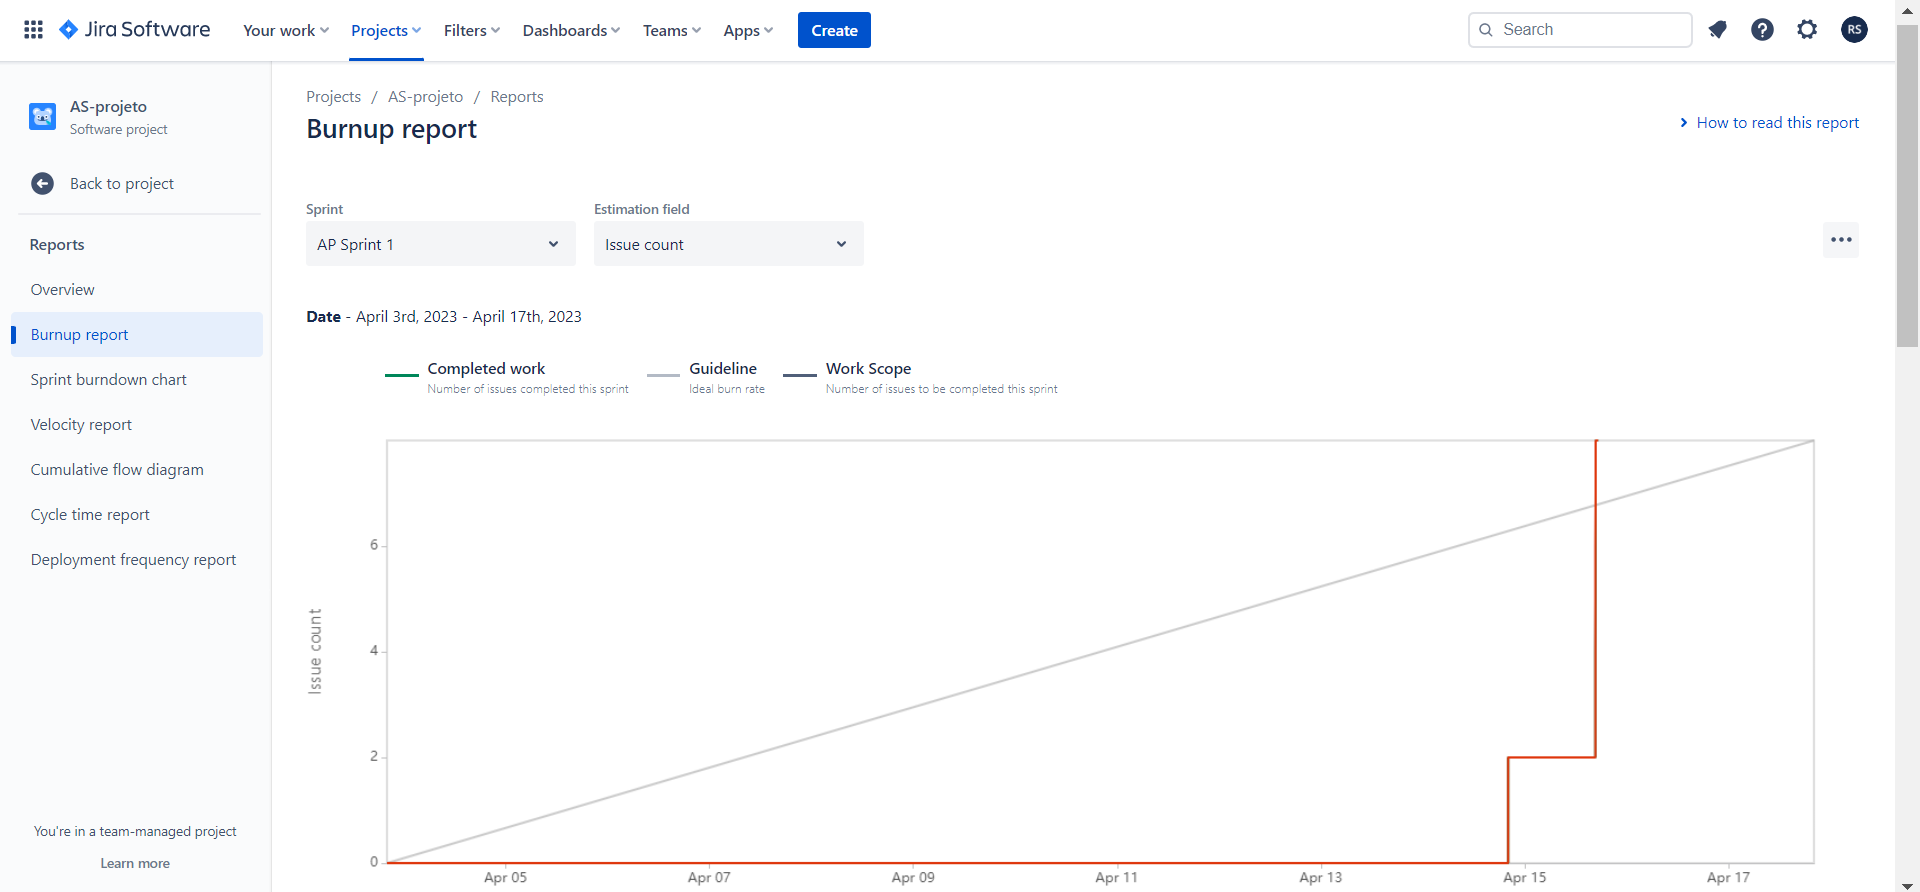 Jira Software
Your work
Projects
Filters
Dashboards
Teams
Apps
Create
Search
RS
AS-projeto
Software project
Back to project
Reports
Overview
Burnup report
Sprint burndown chart
Velocity report
Cumulative flow diagram
Cycle time report
Deployment frequency report
You're in a team-managed project
Learn more
Projects / AS-projeto / Reports
Burnup report
How to read this report
Sprint
AP Sprint 1
Estimation field
Issue count
Date - April 3rd, 2023 - April 17th, 2023
Completed work
Number of issues completed this sprint
Guideline
Ideal burn rate
Work Scope
Number of issues to be completed this sprint
Issue count
6
4
2
0
Apr 05
Apr 07
Apr 09
Apr 11
Apr 13
Apr 15
Apr 17